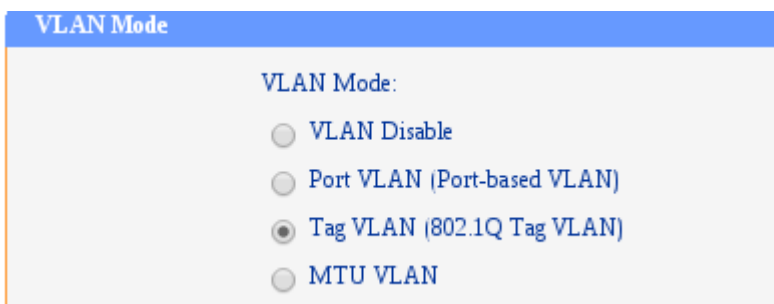 VLAN Mode
VLAN Mode:
VLAN Disable
Port VLAN (Port-based VLAN)
Tag VLAN (802.1Q Tag VLAN)
MTU VLAN